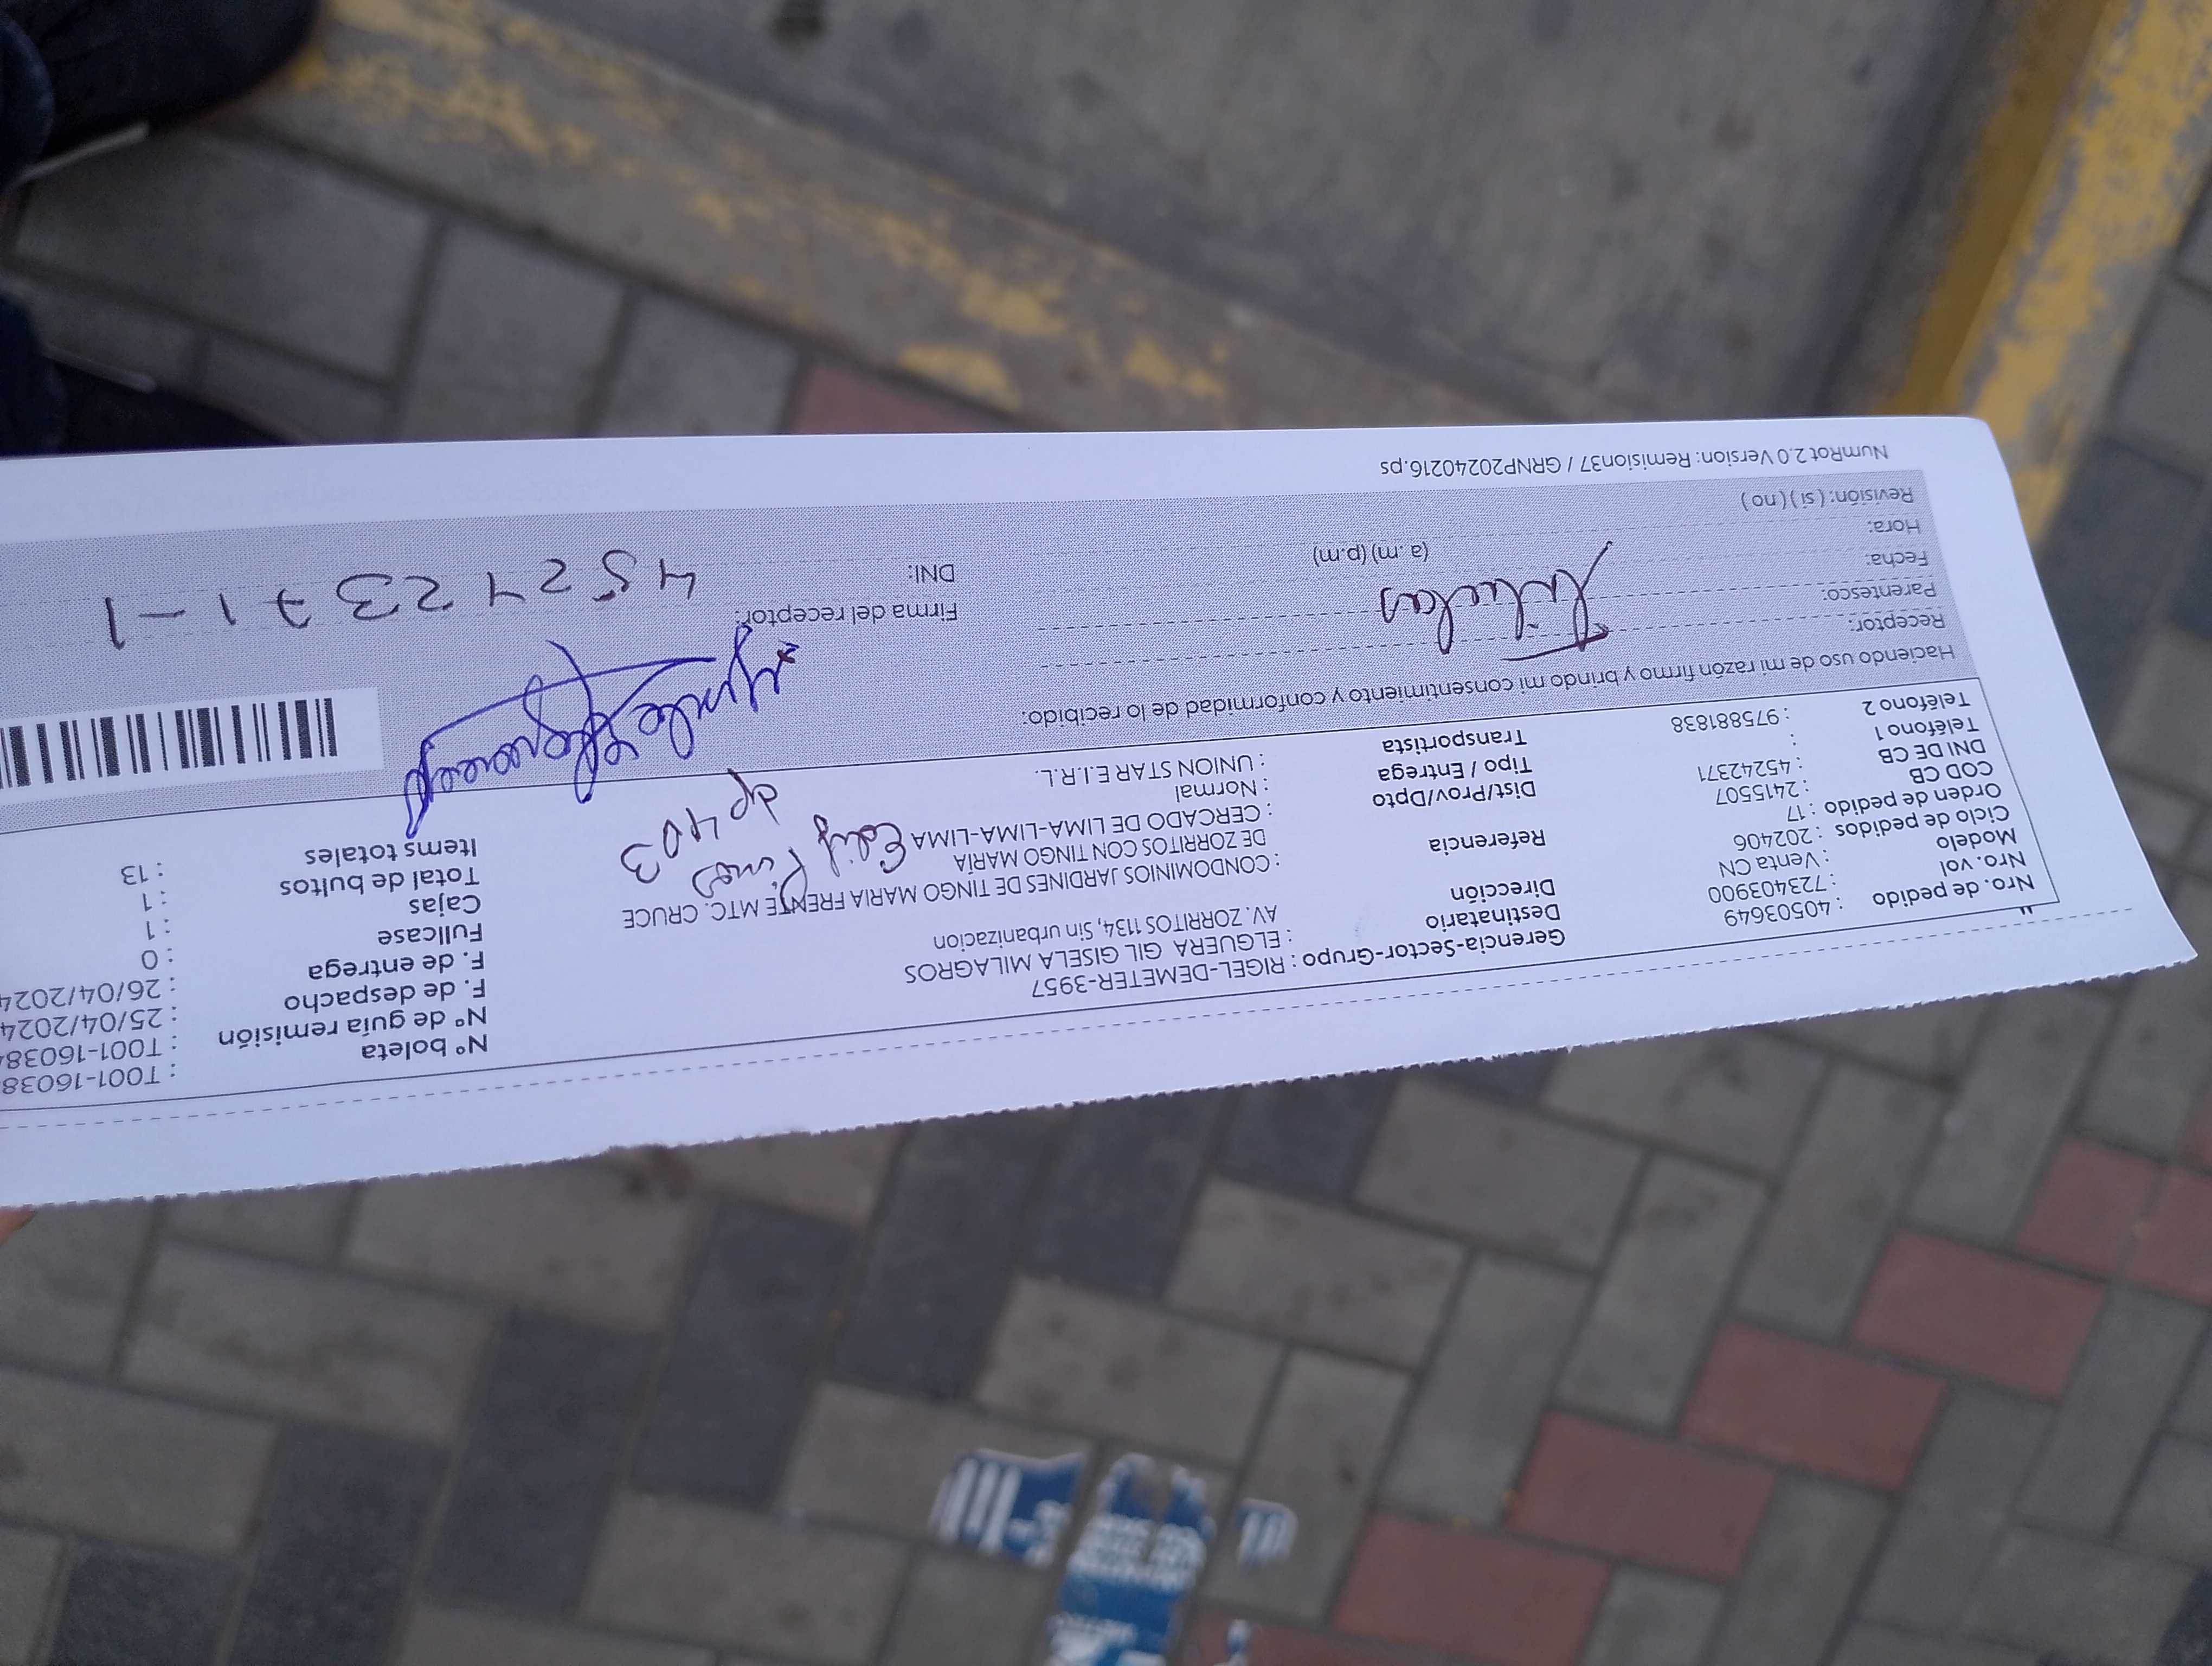 Nro. de pedido : 40503649
Nro. vol : 723403900
Modelo : Venta CN
Ciclo de pedidos : 202406
Orden de pedido : 17
COD CB : 2415507
DNI DE CB : 45242371
Teléfono 1 :
Teléfono 2 : 975881838
Gerencia-Sector-Grupo : RIGEL-DEMETER-3957
Destinatario : ELGUERA GIL GISELA MILAGROS
Dirección AV. ZORRITOS 1134, Sin urbanizacion
Referencia : CONDOMINIOS JARDINES DE TINGO MARIA FRENTE MTC. CRUCE
DE ZORRITOS CON TINGO MARÍA
Dist/Prov/Dpto : CERCADO DE LIMA-LIMA-LIMA
Tipo / Entrega : Normal
Transportista : UNION STAR E.I.R.L.
Edif Pinos
dp 403
N° boleta : T001-16038
N° de guía remisión : T001-16038
F. de despacho : 25/04/2024
F. de entrega : 26/04/2024
Fullcase : 0
Cajas : 1
Total de bultos : 1
Items totales : 13
Haciendo uso de mi razón firmo y brindo mi consentimiento y conformidad de lo recibido:
Receptor:
Parentesco:
Fecha:
Hora: (a. m) (p.m)
Revisión: ( si ) ( no )
Firma del receptor:
DNI: 45242371-1
NumRot 2.0 Version: Remision37 / GRNP20240216.ps